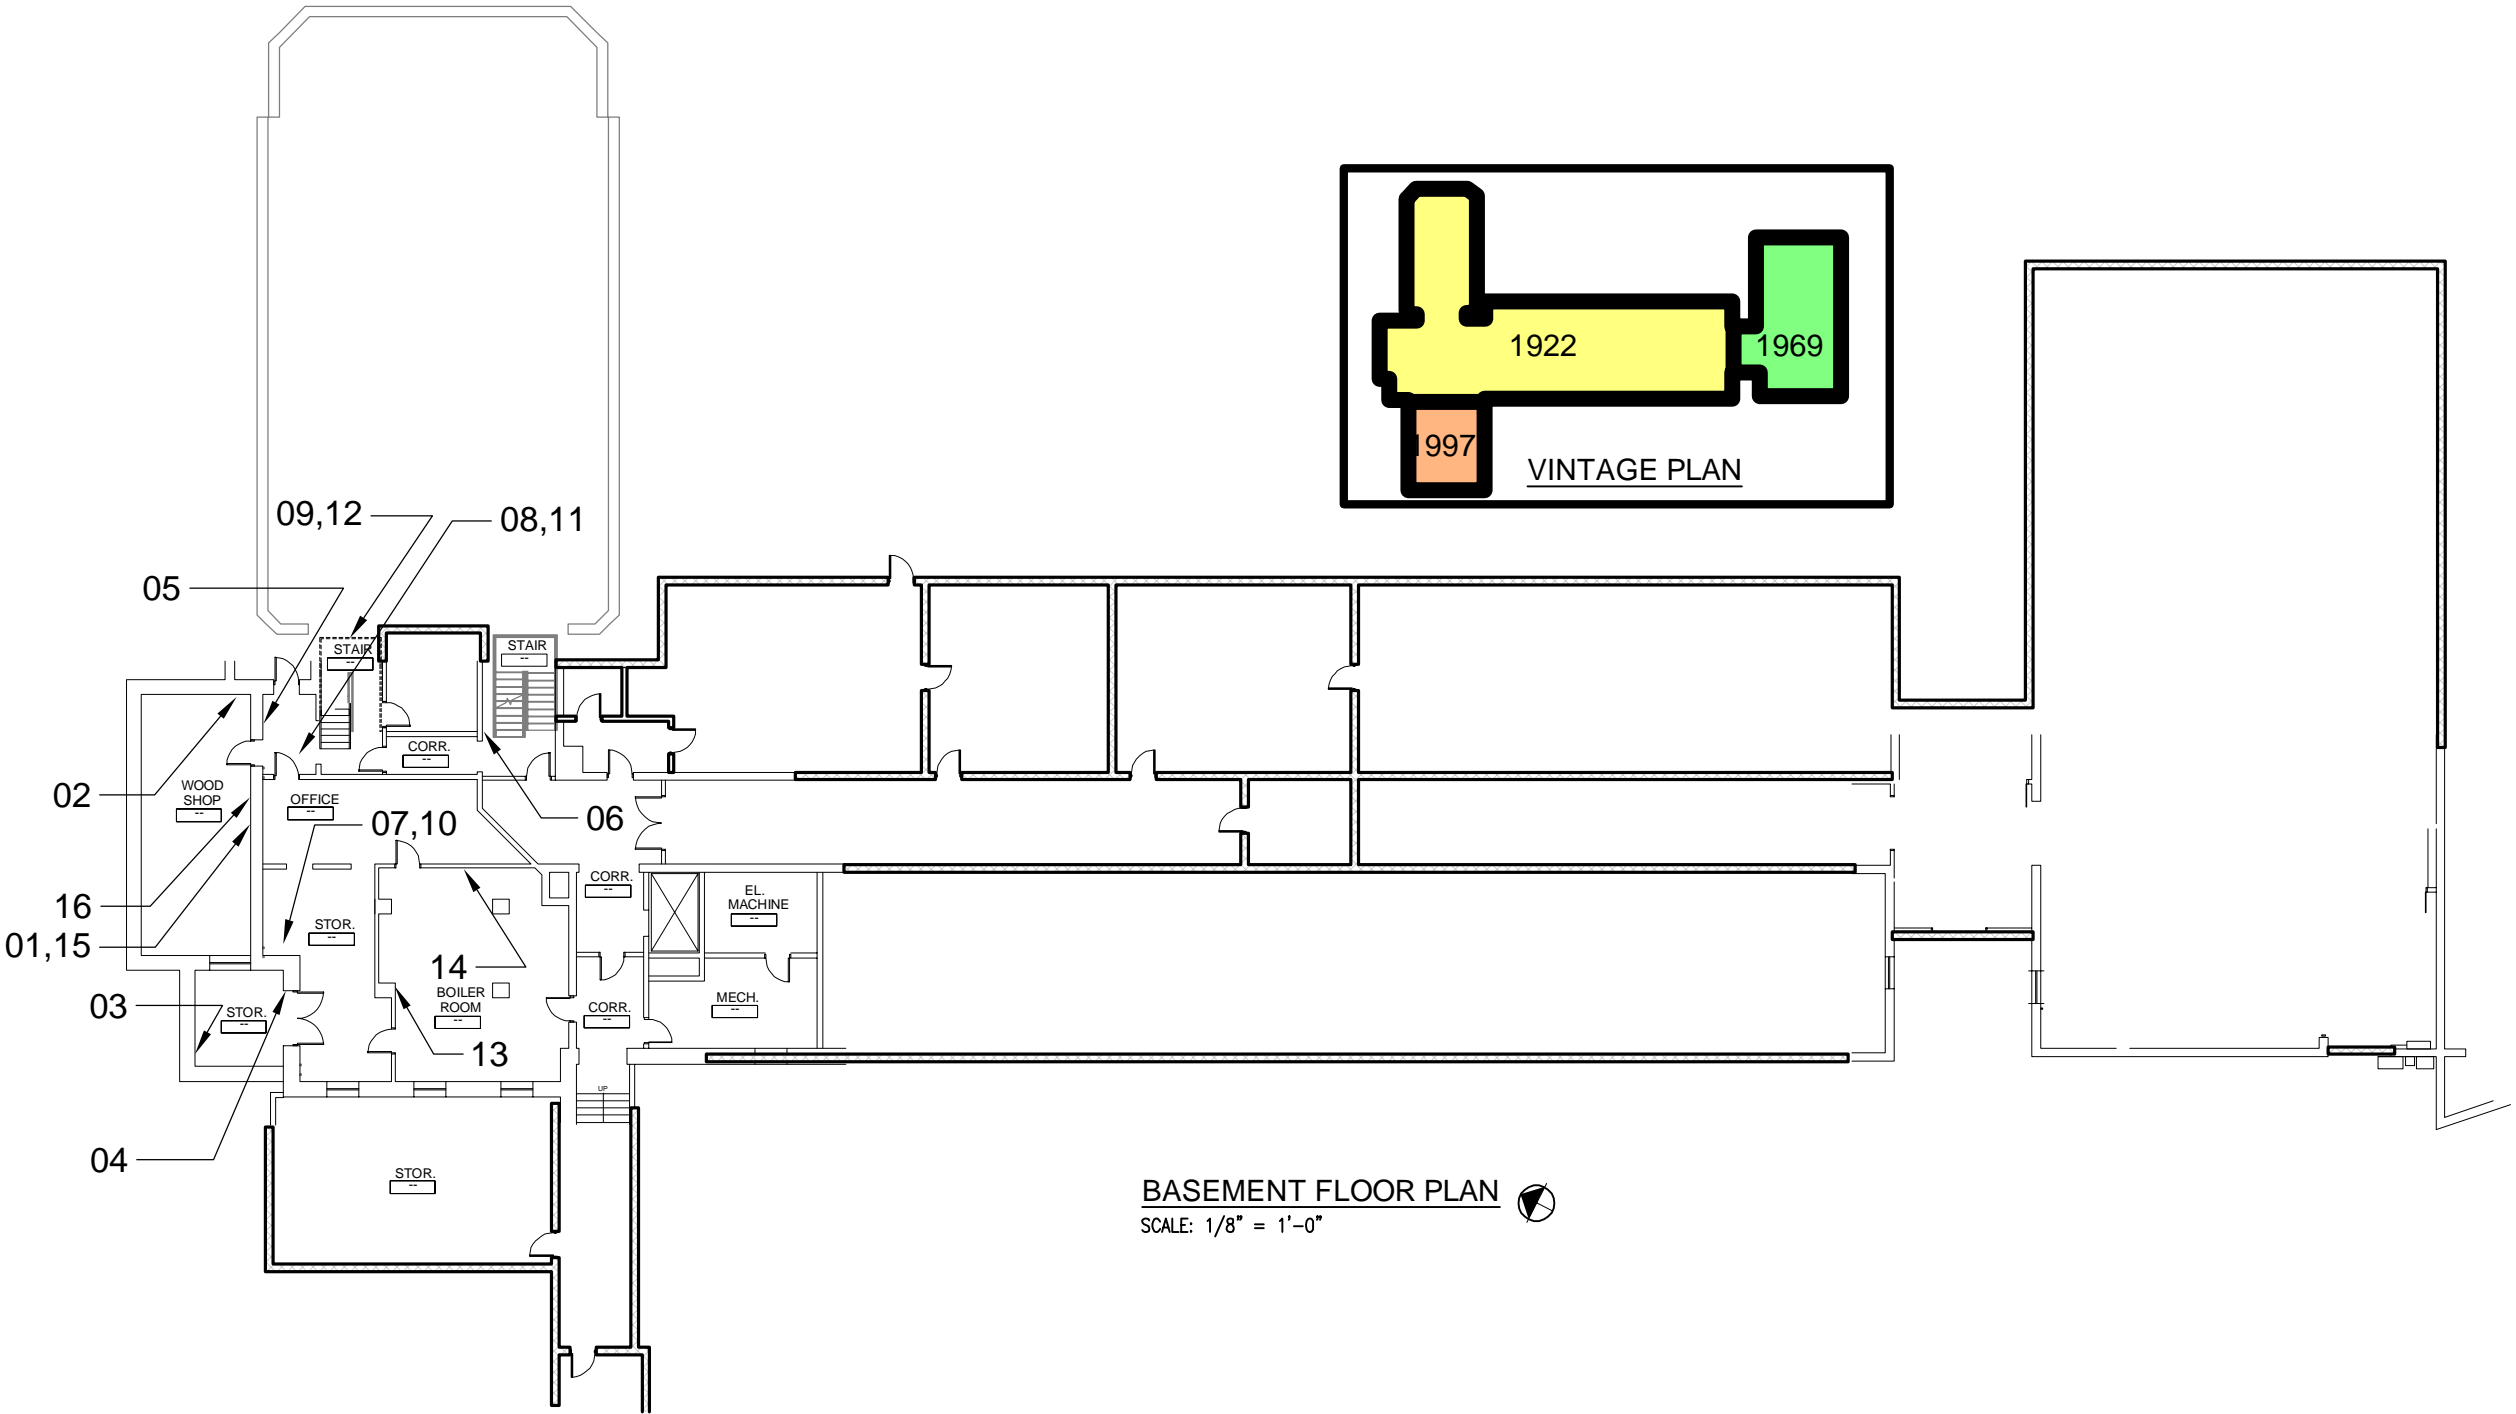 1922
1969
1997
VINTAGE PLAN
09,12
08,11
05
STAIR
--
STAIR
--
CORR.
--
02
WOOD
SHOP
--
OFFICE
--
07,10
06
16
01,15
CORR.
--
EL.
MACHINE
--
STOR.
--
14
03
BOILER
ROOM
--
MECH.
--
STOR.
--
CORR.
--
13
UP
04
STOR.
--
BASEMENT FLOOR PLAN
SCALE: 1/8" = 1'-0"